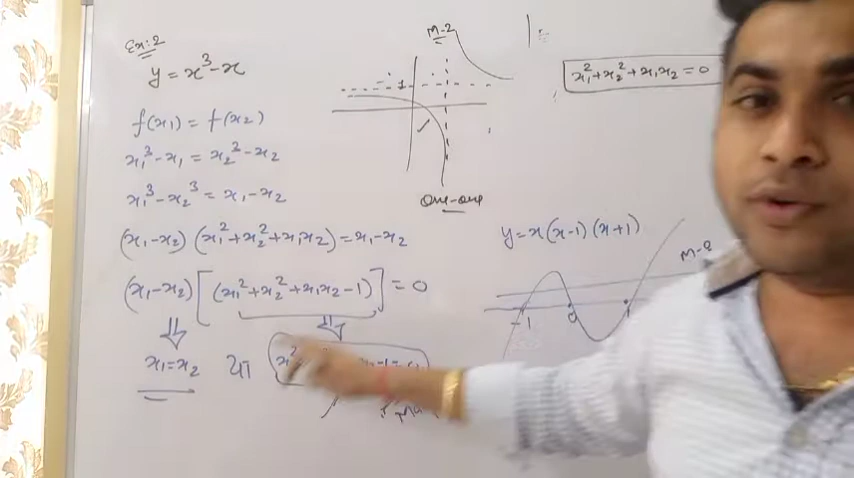 Ex:2
y = x³-x
f(x₁) = f(x₂)
x₁³-x₁ = x₂²-x₂
x₁³-x₂³ = x₁-x₂
(x₁-x₂) (x₁²+x₂²+x₁x₂) = x₁-x₂
(x₁-x₂) [(x₁²+x₂²+x₁x₂-1)] = 0
x₁=x₂ या x²
M-2
1
one-one
x₁²+x₂²+x₁x₂=0
y=x(x-1)(x+1)
M-2
-1 0 1